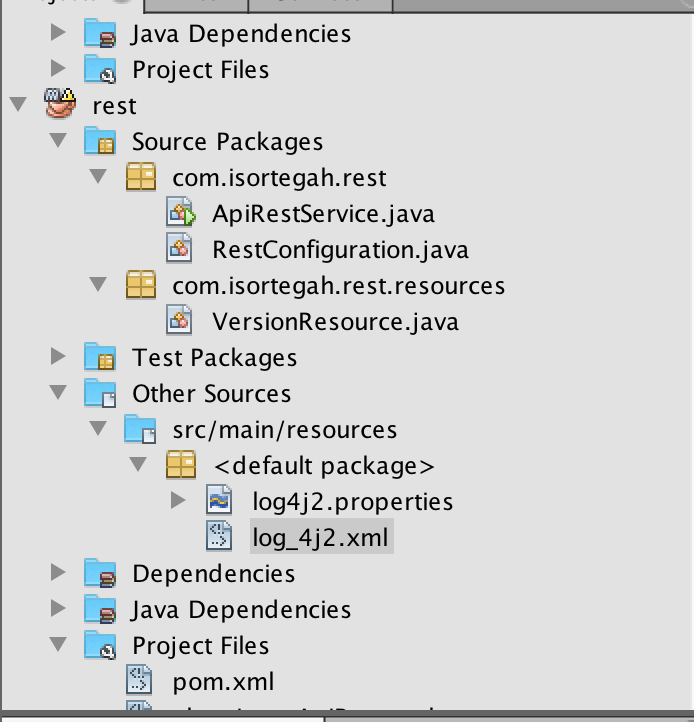 Java Dependencies
Project Files
rest
Source Packages
com.isortegah.rest
ApiRestService.java
RestConfiguration.java
com.isortegah.rest.resources
VersionResource.java
Test Packages
Other Sources
src/main/resources
<default package>
log4j2.properties
log_4j2.xml
Dependencies
Java Dependencies
Project Files
pom.xml